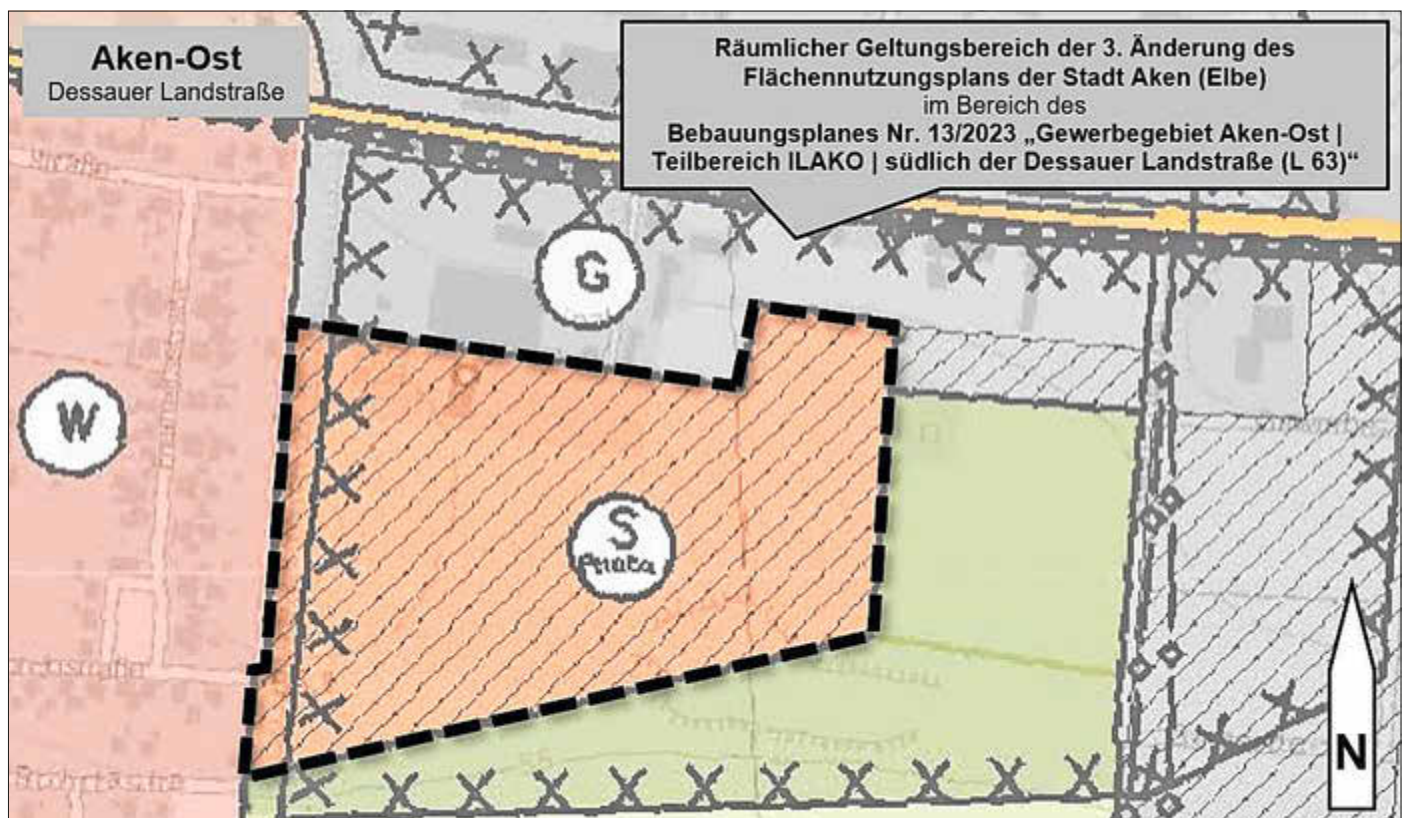 Aken-Ost
Dessauer Landstraße
Räumlicher Geltungsbereich der 3. Änderung des
Flächennutzungsplans der Stadt Aken (Elbe)
im Bereich des
Bebauungsplanes Nr. 13/2023 „Gewerbegebiet Aken-Ost |
Teilbereich ILAKO | südlich der Dessauer Landstraße (L 63)“
G
W
S
N